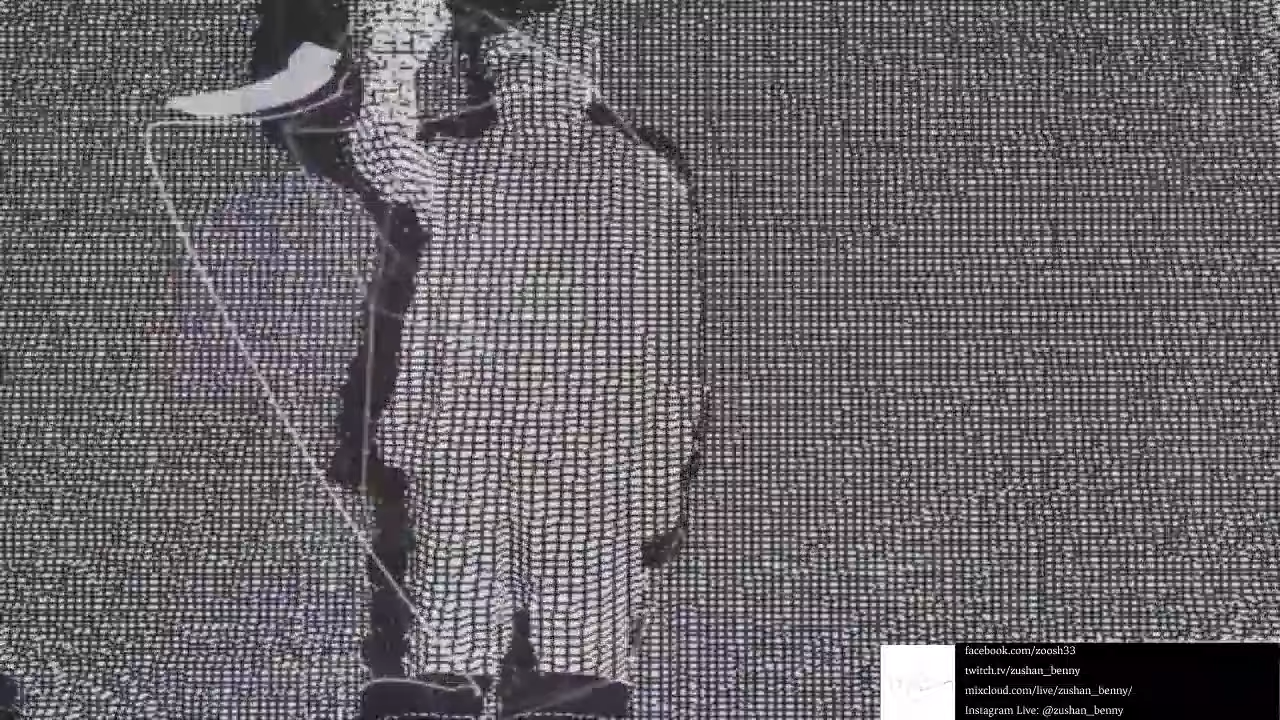 facebook.com/zoosh33
twitch.tv/zushan_benny
mixcloud.com/live/zushan_benny/
Instagram Live: @zushan_benny